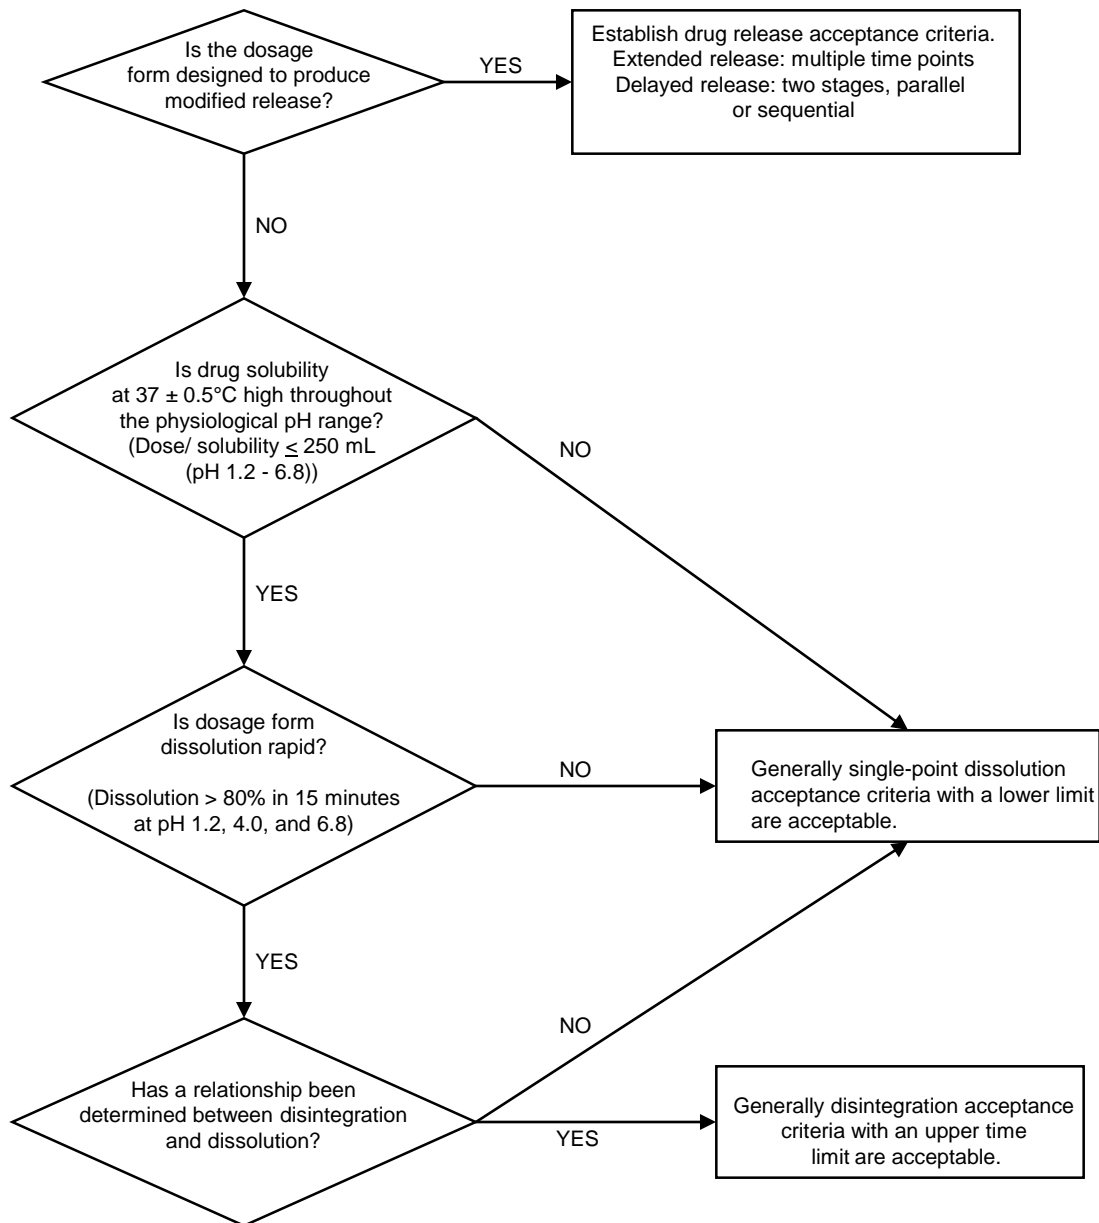 Is the dosage
form designed to produce
modified release?
YES
Establish drug release acceptance criteria.
Extended release: multiple time points
Delayed release: two stages, parallel
or sequential
NO
Is drug solubility
at 37 ± 0.5°C high throughout
the physiological pH range?
(Dose/ solubility ≤ 250 mL
(pH 1.2 - 6.8))
NO
YES
Is dosage form
dissolution rapid?
(Dissolution > 80% in 15 minutes
at pH 1.2, 4.0, and 6.8)
NO
Generally single-point dissolution
acceptance criteria with a lower limit
are acceptable.
YES
NO
Has a relationship been
determined between disintegration
and dissolution?
YES
Generally disintegration acceptance
criteria with an upper time
limit are acceptable.